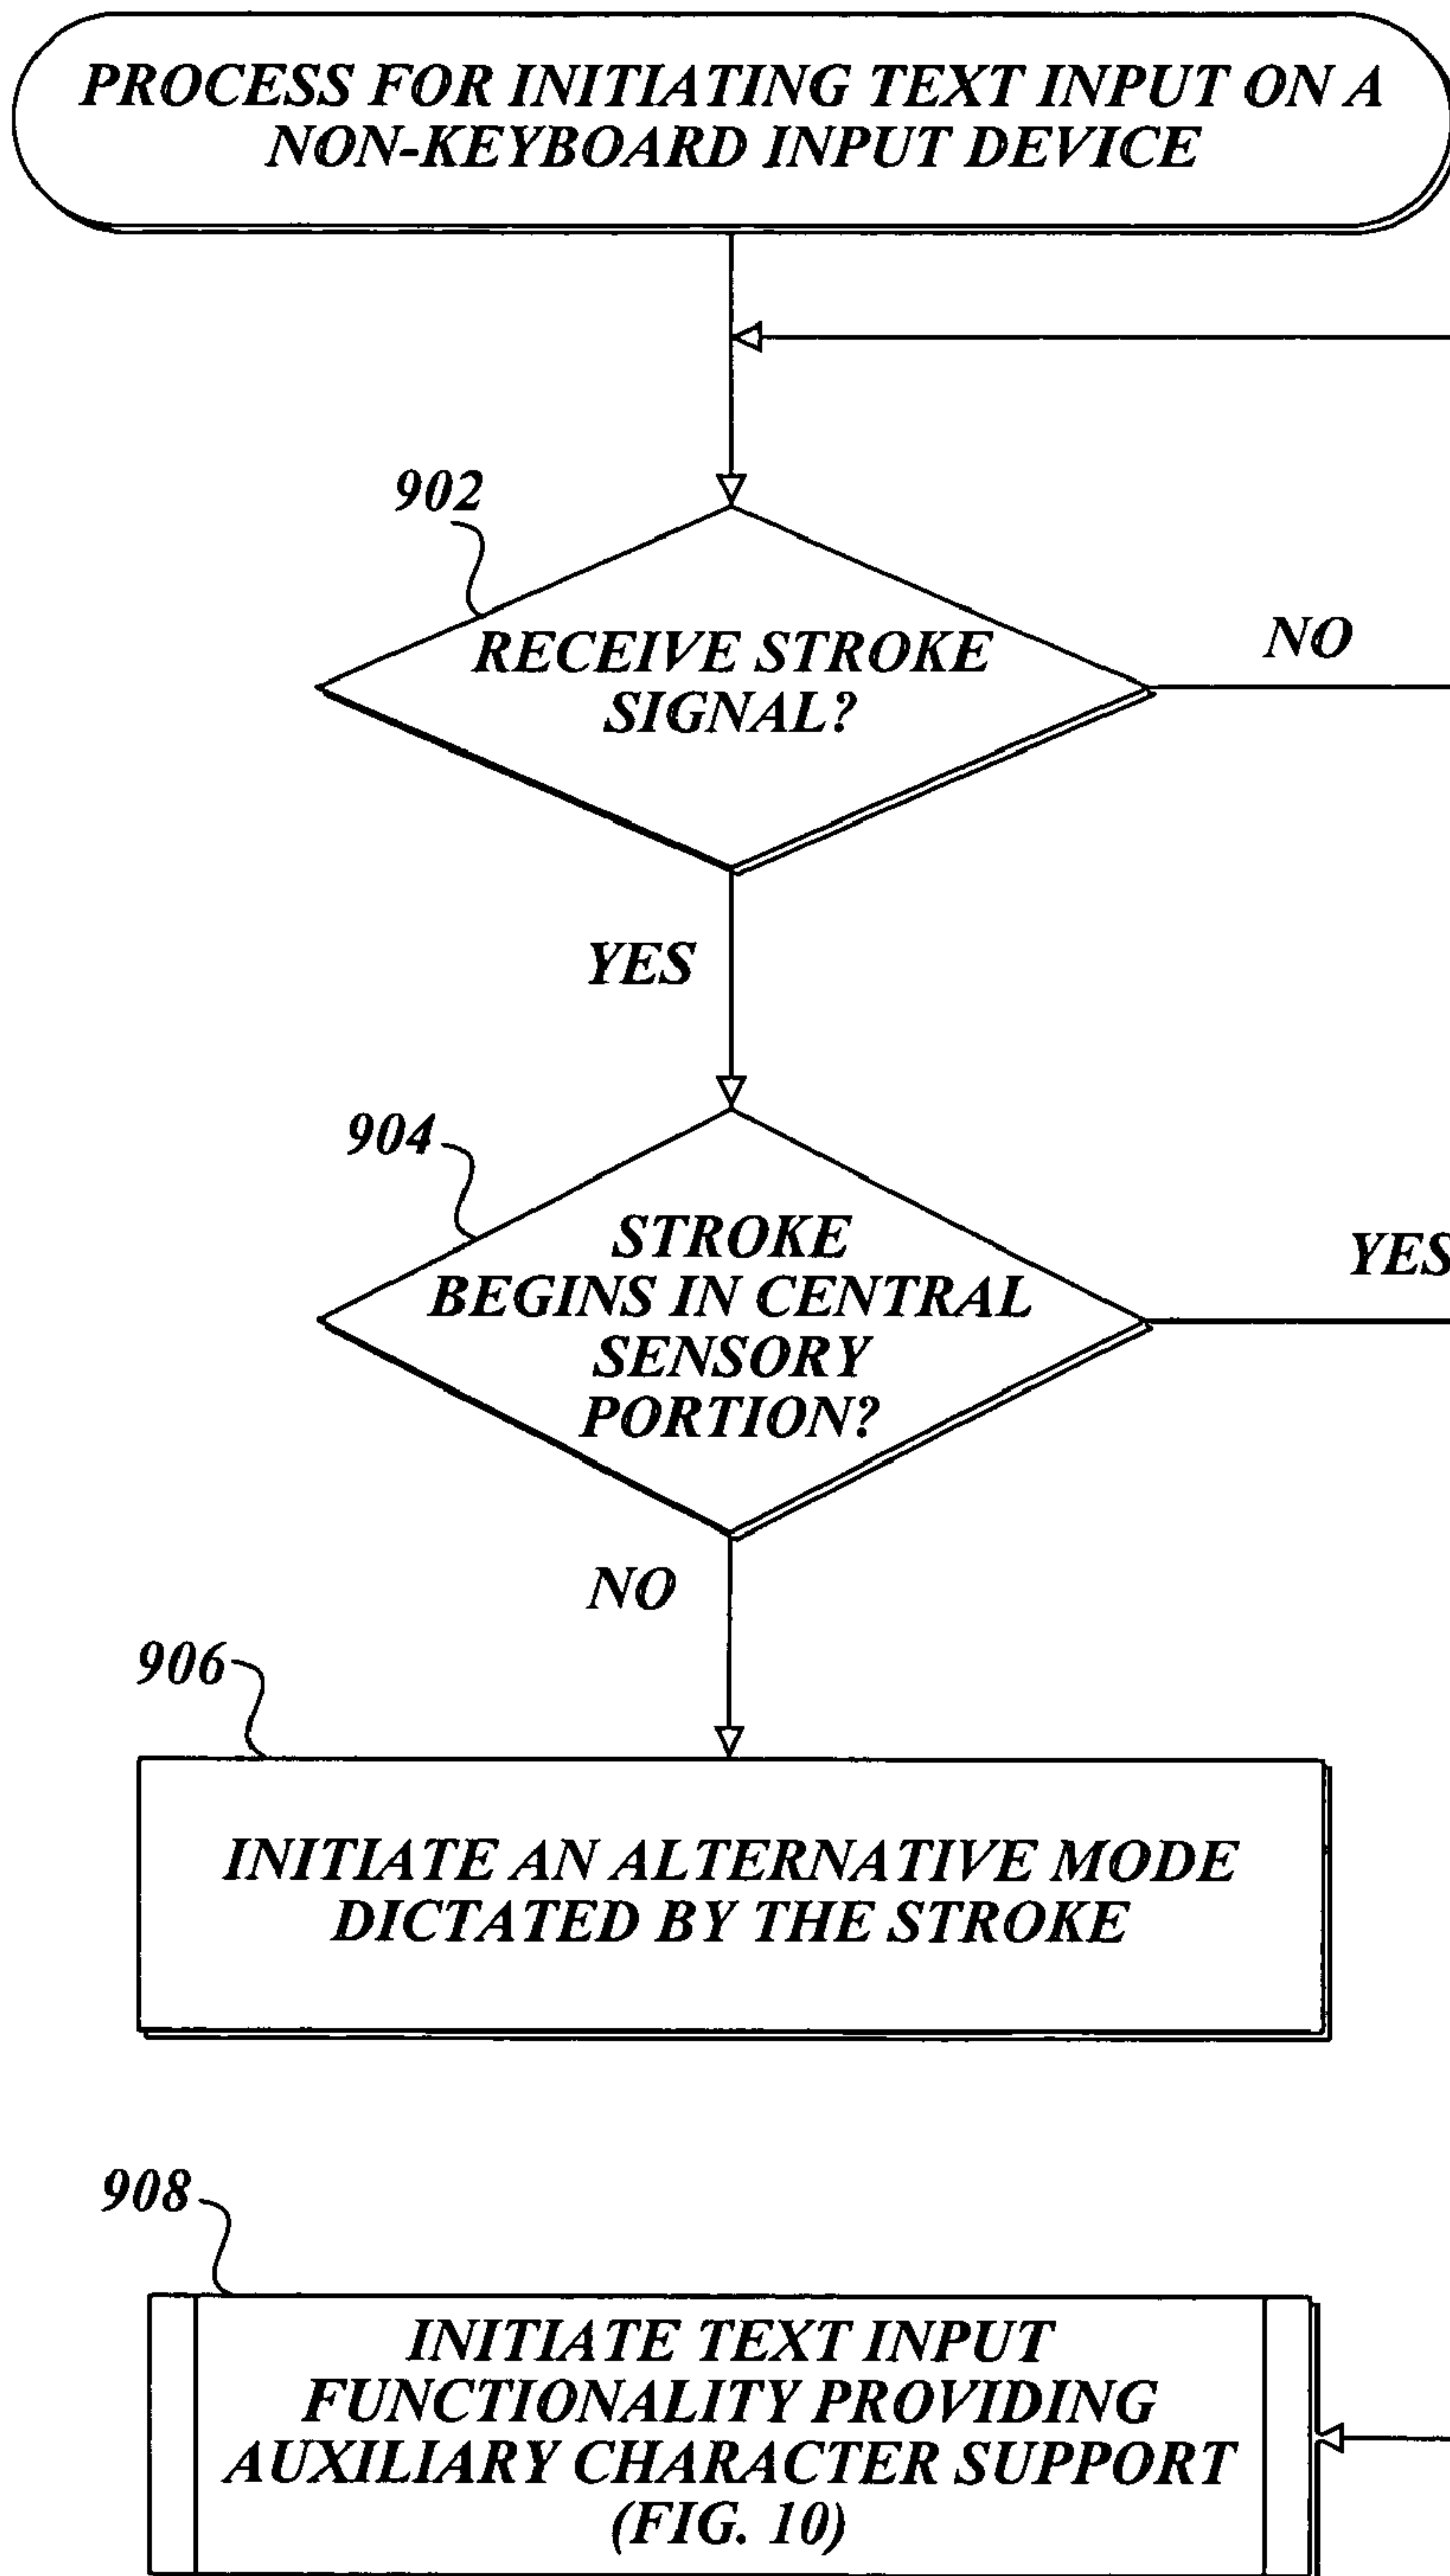 PROCESS FOR INITIATING TEXT INPUT ON A
NON-KEYBOARD INPUT DEVICE
902
RECEIVE STROKE
SIGNAL?
NO
YES
904
STROKE
BEGINS IN CENTRAL
SENSORY
PORTION?
YES
NO
906
INITIATE AN ALTERNATIVE MODE
DICTATED BY THE STROKE
908
INITIATE TEXT INPUT
FUNCTIONALITY PROVIDING
AUXILIARY CHARACTER SUPPORT
(FIG. 10)